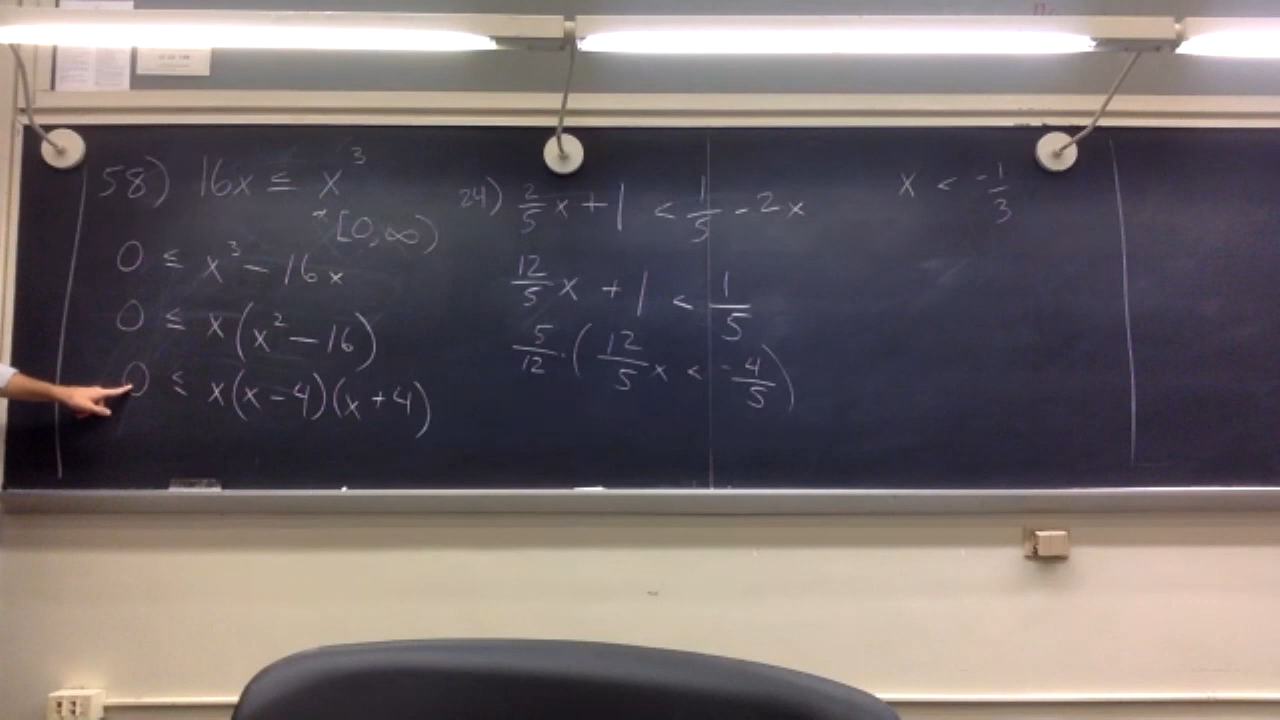 58) 16x ≤ x³
[0, ∞)
0 ≤ x³ - 16x
0 ≤ x(x² - 16)
0 ≤ x(x - 4)(x + 4)
24) 2/5 x + 1 < 1/5 - 2x
12/5 x + 1 < 1/5
5/12 · (12/5 x < -4/5)
x < -1/3